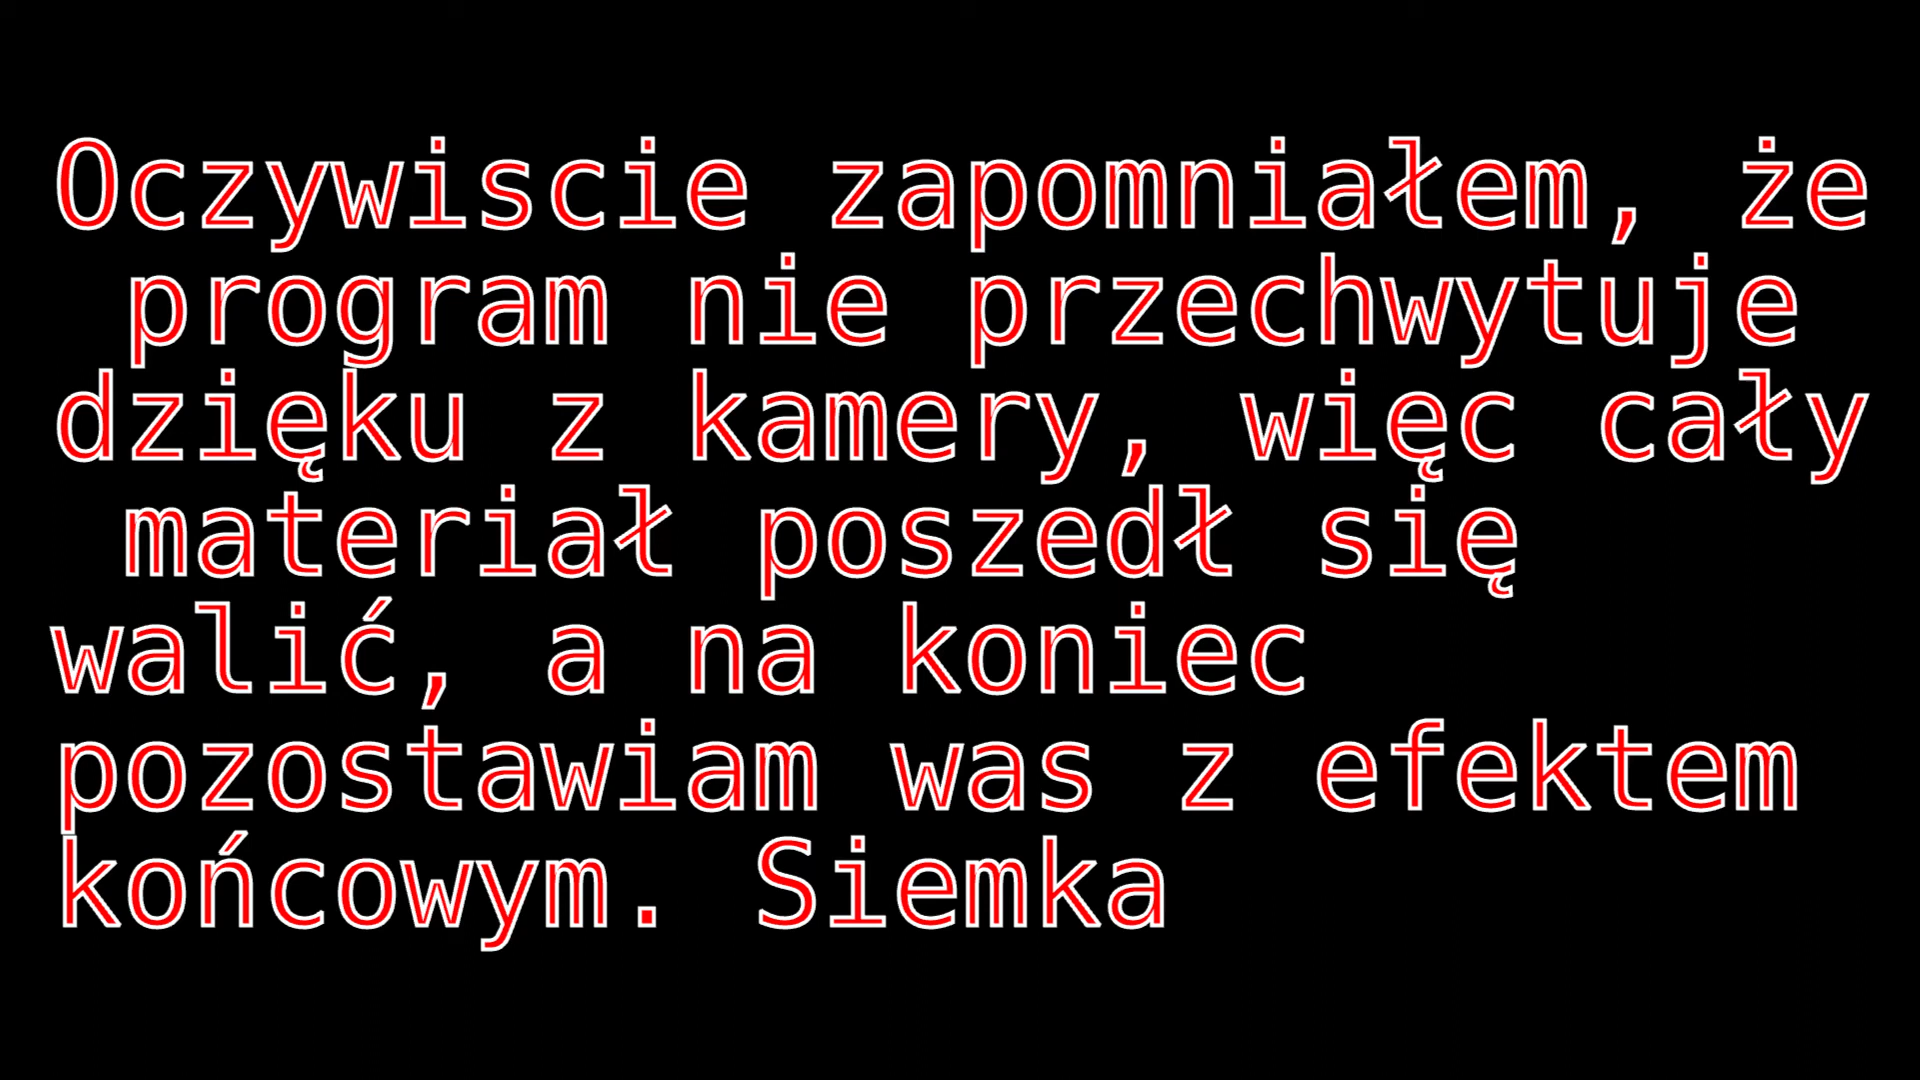 Oczywiscie zapomniałem, że
program nie przechwytuje
dzięku z kamery, więc cały
materiał poszedł się
walić, a na koniec
pozostawiam was z efektem
końcowym. Siemka